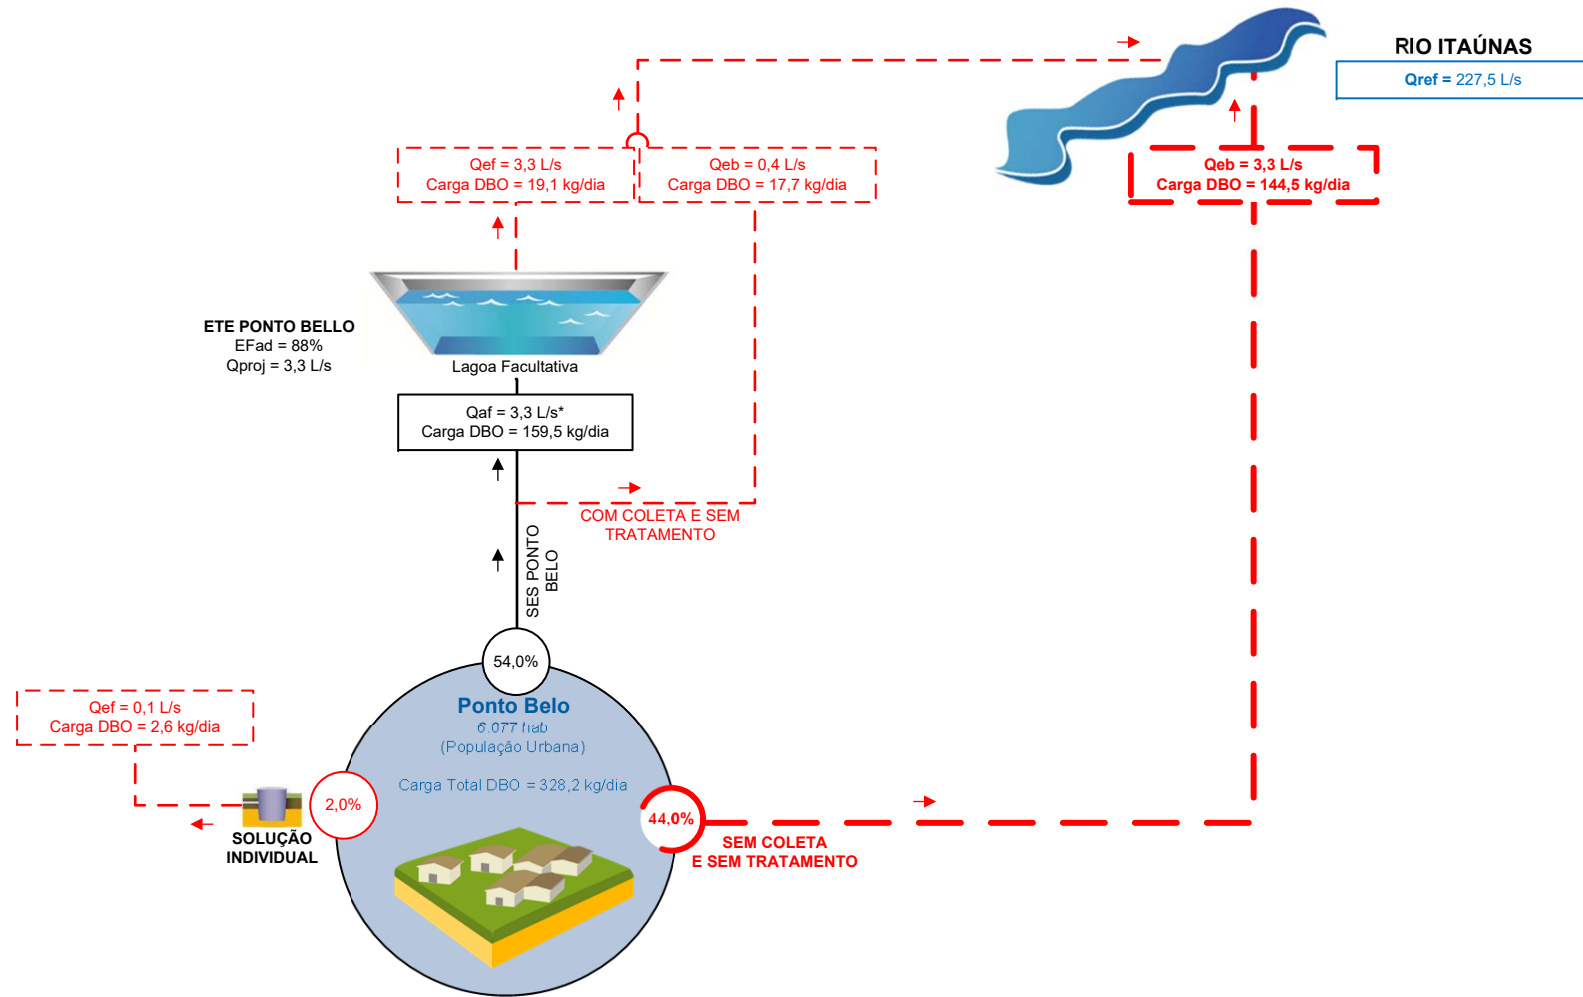 RIO ITAÚNAS
Qref = 227,5 L/s
Qef = 3,3 L/s
Carga DBO = 19,1 kg/dia
Qeb = 0,4 L/s
Carga DBO = 17,7 kg/dia
Qeb = 3,3 L/s
Carga DBO = 144,5 kg/dia
ETE PONTO BELLO
EFad = 88%
Qproj = 3,3 L/s
Lagoa Facultativa
Qaf = 3,3 L/s*
Carga DBO = 159,5 kg/dia
COM COLETA E SEM
TRATAMENTO
SES PONTO
BELO
54,0%
Ponto Belo
6.077 hab
(População Urbana)
Carga Total DBO = 328,2 kg/dia
Qef = 0,1 L/s
Carga DBO = 2,6 kg/dia
2,0%
SOLUÇÃO
INDIVIDUAL
44,0%
SEM COLETA
E SEM TRATAMENTO